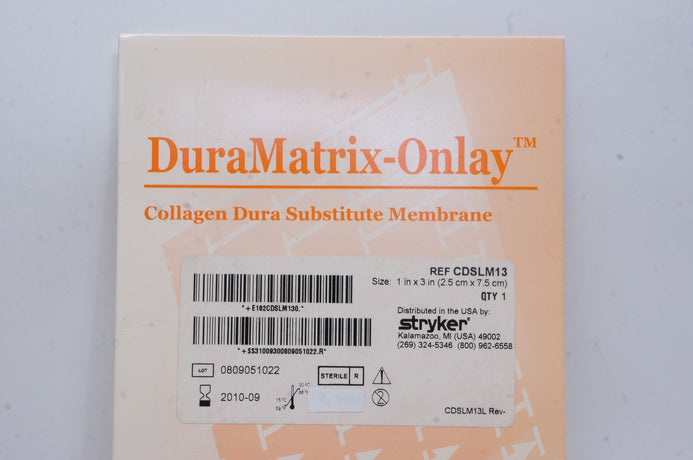 DuraMatrix-Onlay™
Collagen Dura Substitute Membrane
REF CDSLM13
Size: 1 in x 3 in (2.5 cm x 7.5 cm)
QTY 1
*+E182CDSLM130.*
Distributed in the USA by:
stryker®
Kalamazoo, MI (USA) 49002
(269) 324-5346 (800) 962-6558
*+SS31009300809051022.R*
LOT 0809051022
STERILE R
2010-09
CDSLM13L Rev-